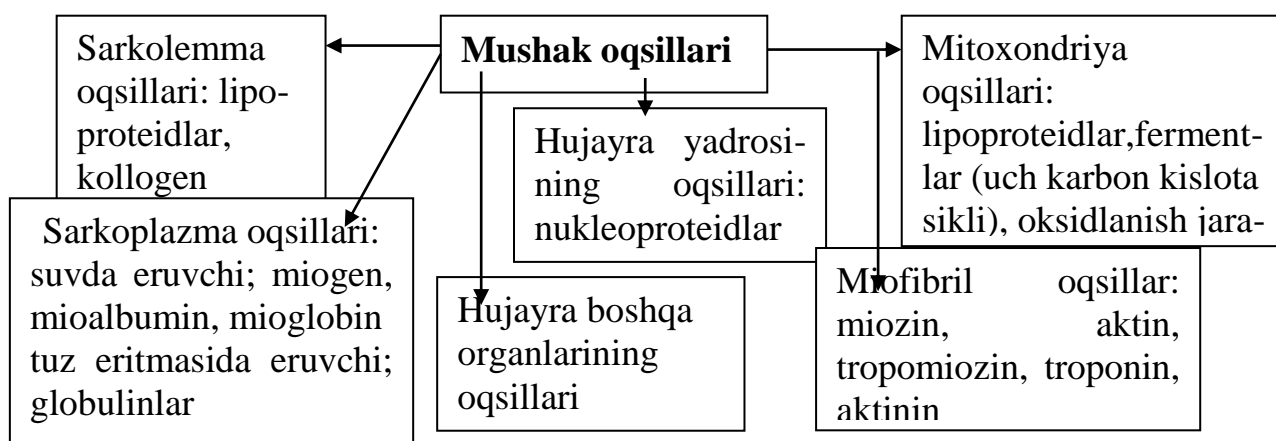 Mushak oqsillari
Sarkolemma
oqsillari: lipo-
proteidlar,
kollogen
Mitoxondriya
oqsillari:
lipoproteidlar,ferment-
lar (uch karbon kislota
sikli), oksidlanish jara-
Hujayra yadrosi-
ning oqsillari:
nukleoproteidlar
Sarkoplazma oqsillari:
suvda eruvchi; miogen,
mioalbumin, mioglobin
tuz eritmasida eruvchi;
globulinlar
Hujayra boshqa
organlarining
oqsillari
Miofibril oqsillar:
miozin, aktin,
tropomiozin, troponin,
aktinin